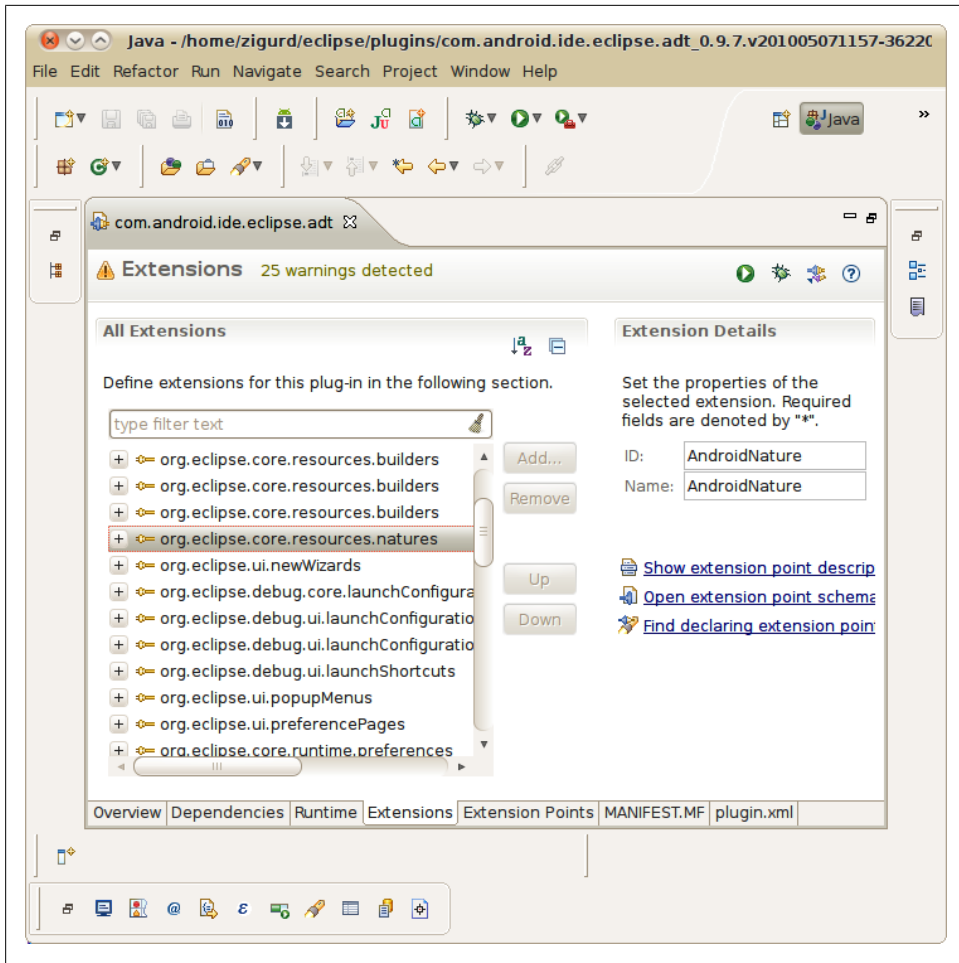 Java - /home/zigurd/eclipse/plugins/com.android.ide.eclipse.adt_0.9.7.v201005071157-36220
File Edit Refactor Run Navigate Search Project Window Help
Java
»
com.android.ide.eclipse.adt
Extensions 25 warnings detected
All Extensions
Define extensions for this plug-in in the following section.
type filter text
org.eclipse.core.resources.builders
org.eclipse.core.resources.builders
org.eclipse.core.resources.builders
org.eclipse.core.resources.natures
org.eclipse.ui.newWizards
org.eclipse.debug.core.launchConfigura
org.eclipse.debug.ui.launchConfiguratio
org.eclipse.debug.ui.launchConfiguratio
org.eclipse.debug.ui.launchShortcuts
org.eclipse.ui.popupMenus
org.eclipse.ui.preferencePages
org.eclipse.core.runtime.preferences
Add...
Remove
Up
Down
Extension Details
Set the properties of the
selected extension. Required
fields are denoted by "*".
ID: AndroidNature
Name: AndroidNature
Show extension point descrip
Open extension point schema
Find declaring extension poin
Overview Dependencies Runtime Extensions Extension Points MANIFEST.MF plugin.xml